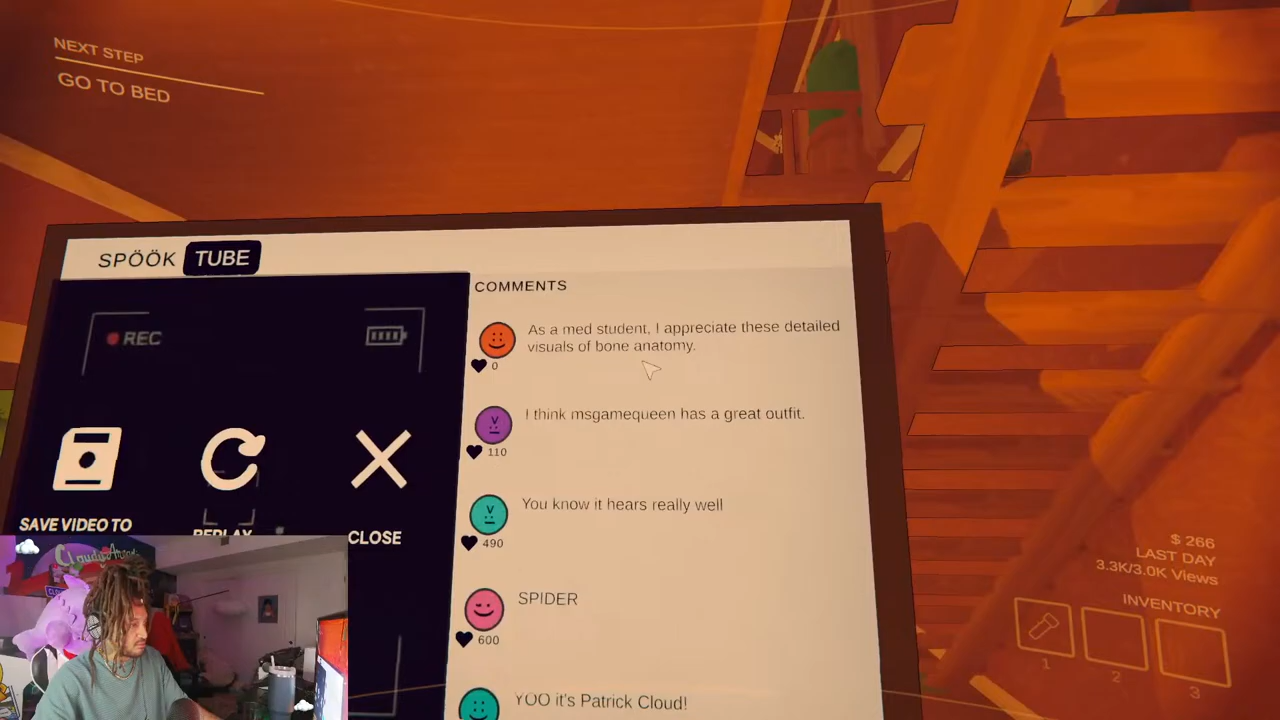 NEXT STEP
GO TO BED
SPÖÖK TUBE
COMMENTS
REC
As a med student, I appreciate these detailed
visuals of bone anatomy.
0
I think msgamequeen has a great outfit.
110
You know it hears really well
490
SAVE VIDEO TO
REPLAY
CLOSE
SPIDER
600
YOO it's Patrick Cloud!
$ 266
LAST DAY
3.3K/3.0K Views
INVENTORY
1
2
3